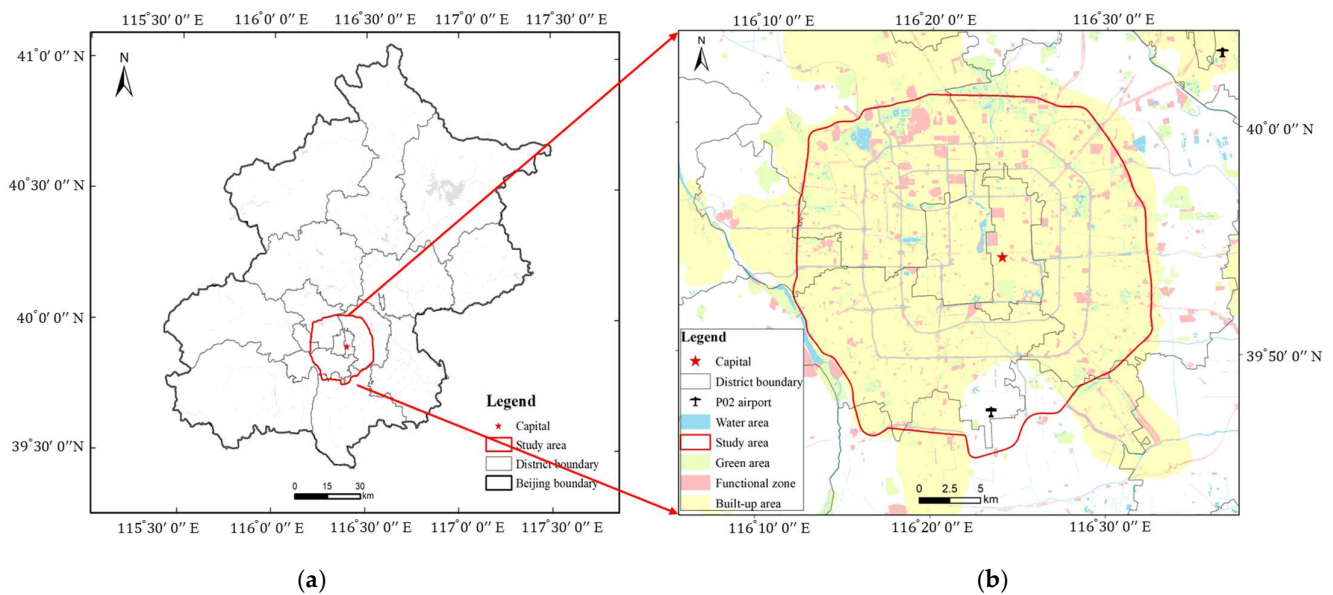 115°30′ 0″ E 116° 0′ 0″ E 116°30′ 0″ E 117° 0′ 0″ E 117°30′ 0″ E
N
41° 0′ 0″ N
40°30′ 0″ N
40° 0′ 0″ N
39°30′ 0″ N
Legend
Capital
Study area
District boundary
Beijing boundary
0 15 30
km
115°30′ 0″ E 116° 0′ 0″ E 116°30′ 0″ E 117° 0′ 0″ E 117°30′ 0″ E
(a)
116°10′ 0″ E 116°20′ 0″ E 116°30′ 0″ E
N
40° 0′ 0″ N
39°50′ 0″ N
Legend
Capital
District boundary
P02 airport
Water area
Study area
Green area
Functional zone
Built-up area
0 2.5 5
km
116°10′ 0″ E 116°20′ 0″ E 116°30′ 0″ E
(b)